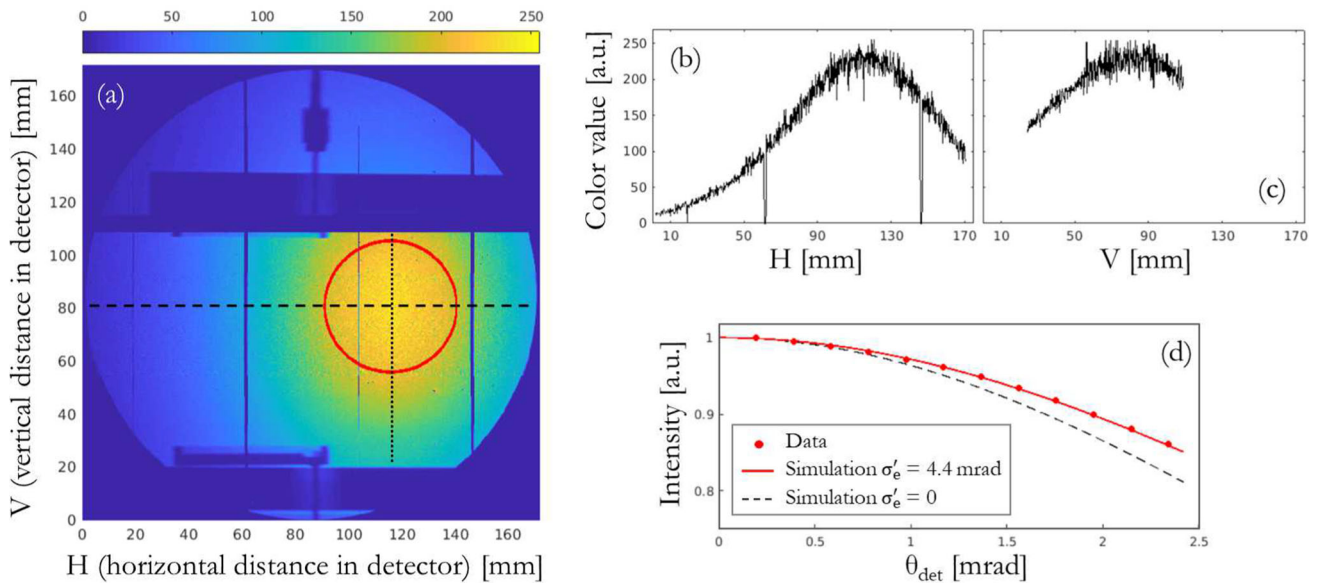 0 50 100 150 200 250
(a)
160
140
120
100
80
60
40
20
0
V (vertical distance in detector) [mm]
0 20 40 60 80 100 120 140 160
H (horizontal distance in detector) [mm]
(b)
250
200
150
100
50
0
Color value [a.u.]
10 50 90 130 170
H [mm]
(c)
10 50 90 130 170
V [mm]
(d)
1
0.9
0.8
Intensity [a.u.]
Data
Simulation σ′e = 4.4 mrad
Simulation σ′e = 0
0 0.5 1 1.5 2 2.5
θdet [mrad]